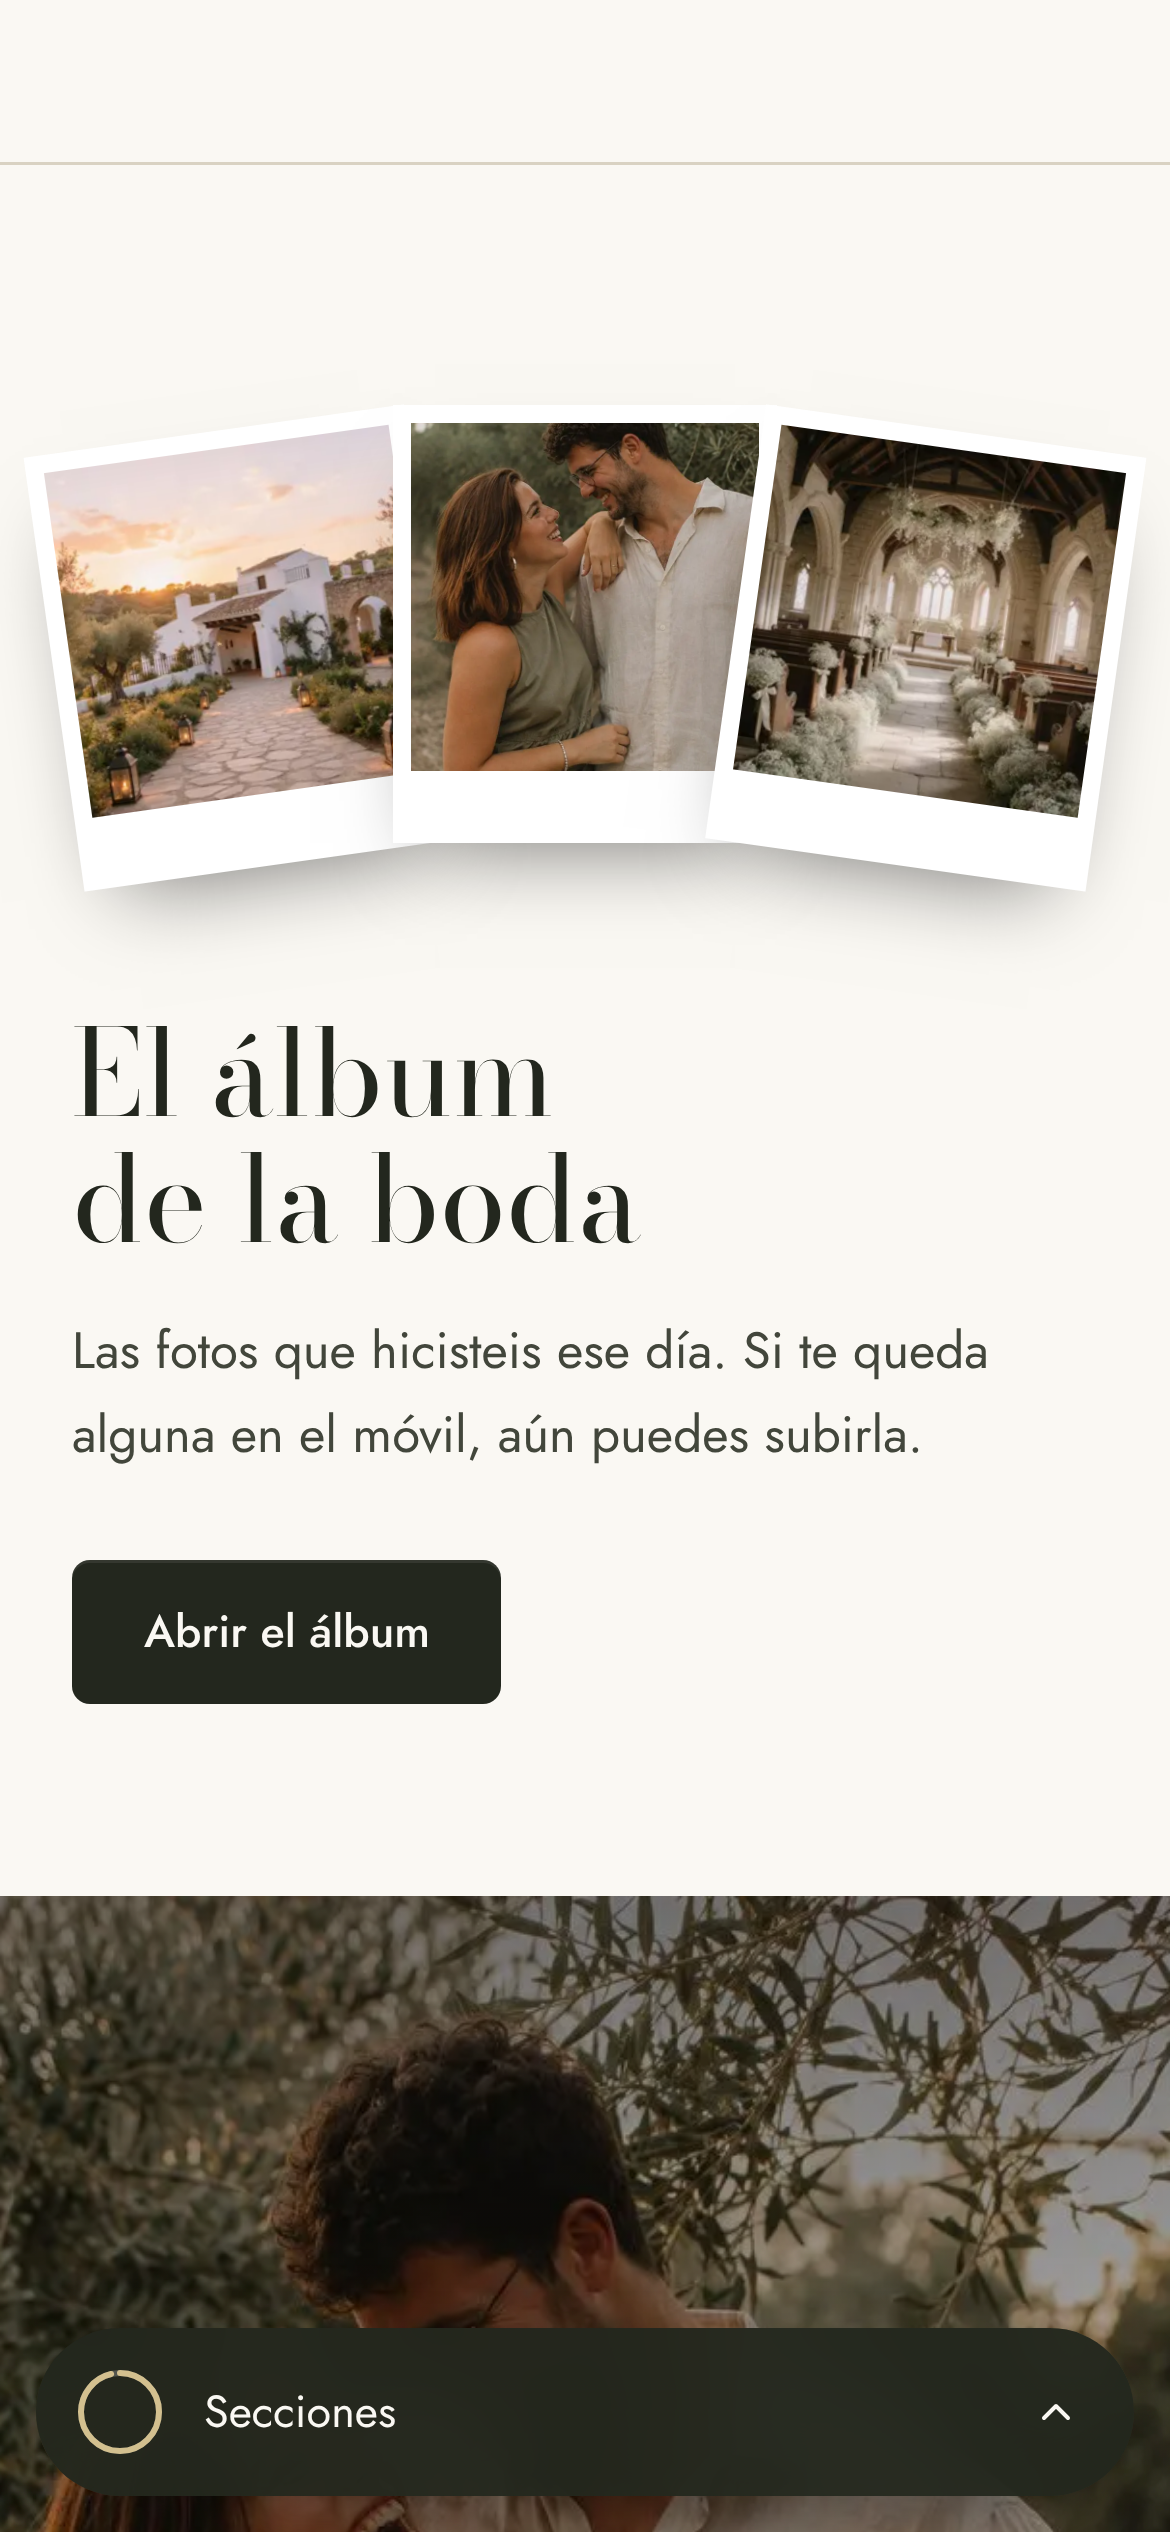 El álbum
de la boda
Las fotos que hicisteis ese día. Si te queda
alguna en el móvil, aún puedes subirla.
Abrir el álbum
Secciones